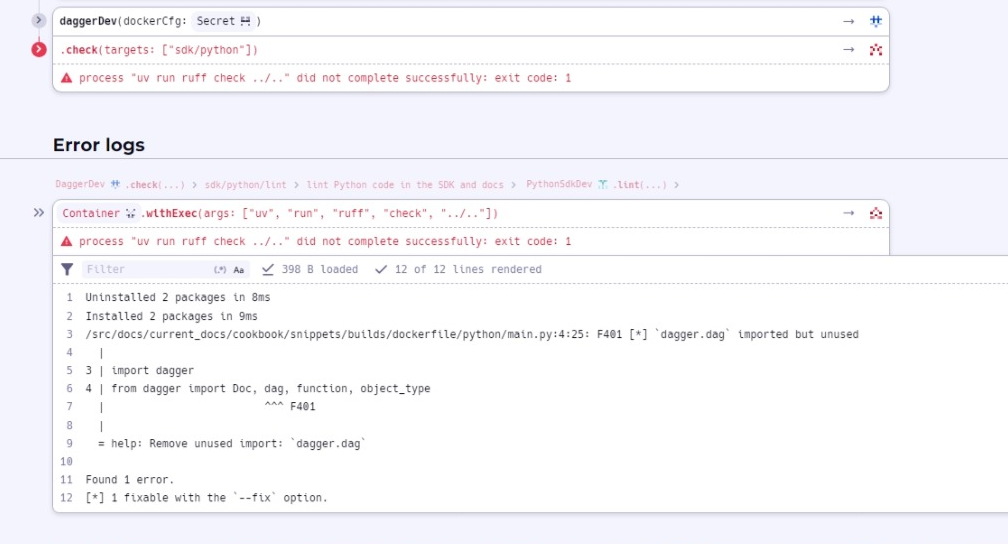 daggerDev(dockerCfg: Secret )
.check(targets: ["sdk/python"])
process "uv run ruff check ../.." did not complete successfully: exit code: 1
Error logs
DaggerDev .check(...) > sdk/python/lint > lint Python code in the SDK and docs > PythonSdkDev .lint(...) >
Container .withExec(args: ["uv", "run", "ruff", "check", "../.."])
process "uv run ruff check ../.." did not complete successfully: exit code: 1
Filter (.*) Aa 398 B loaded 12 of 12 lines rendered
1 Uninstalled 2 packages in 8ms
2 Installed 2 packages in 9ms
3 /src/docs/current_docs/cookbook/snippets/builds/dockerfile/python/main.py:4:25: F401 [*] `dagger.dag` imported but unused
4   |
5 3 | import dagger
6 4 | from dagger import Doc, dag, function, object_type
7   |                         ^^^ F401
8   |
9   = help: Remove unused import: `dagger.dag`
10
11 Found 1 error.
12 [*] 1 fixable with the `--fix` option.